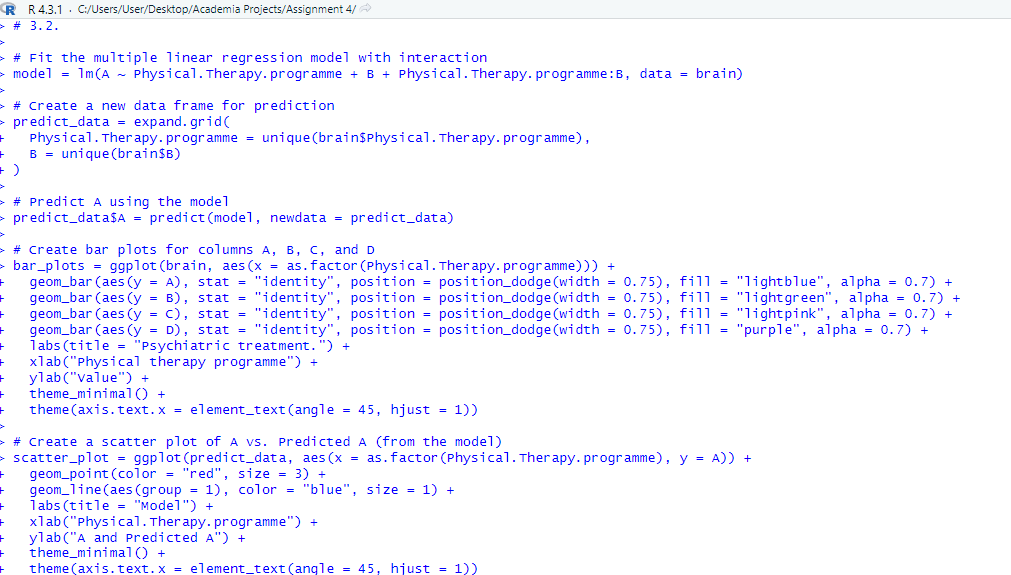 R R 4.3.1 · C:/Users/User/Desktop/Academia Projects/Assignment 4/
> # 3.2.
>
> # Fit the multiple linear regression model with interaction
> model = lm(A ~ Physical.Therapy.programme + B + Physical.Therapy.programme:B, data = brain)
>
> # Create a new data frame for prediction
> predict_data = expand.grid(
+   Physical.Therapy.programme = unique(brain$Physical.Therapy.programme),
+   B = unique(brain$B)
+ )
>
> # Predict A using the model
> predict_data$A = predict(model, newdata = predict_data)
>
> # Create bar plots for columns A, B, C, and D
> bar_plots = ggplot(brain, aes(x = as.factor(Physical.Therapy.programme))) +
+   geom_bar(aes(y = A), stat = "identity", position = position_dodge(width = 0.75), fill = "lightblue", alpha = 0.7) +
+   geom_bar(aes(y = B), stat = "identity", position = position_dodge(width = 0.75), fill = "lightgreen", alpha = 0.7) +
+   geom_bar(aes(y = C), stat = "identity", position = position_dodge(width = 0.75), fill = "lightpink", alpha = 0.7) +
+   geom_bar(aes(y = D), stat = "identity", position = position_dodge(width = 0.75), fill = "purple", alpha = 0.7) +
+   labs(title = "Psychiatric treatment.") +
+   xlab("Physical therapy programme") +
+   ylab("Value") +
+   theme_minimal() +
+   theme(axis.text.x = element_text(angle = 45, hjust = 1))
>
> # Create a scatter plot of A vs. Predicted A (from the model)
> scatter_plot = ggplot(predict_data, aes(x = as.factor(Physical.Therapy.programme), y = A)) +
+   geom_point(color = "red", size = 3) +
+   geom_line(aes(group = 1), color = "blue", size = 1) +
+   labs(title = "Model") +
+   xlab("Physical.Therapy.programme") +
+   ylab("A and Predicted A") +
+   theme_minimal() +
+   theme(axis.text.x = element_text(angle = 45, hjust = 1))